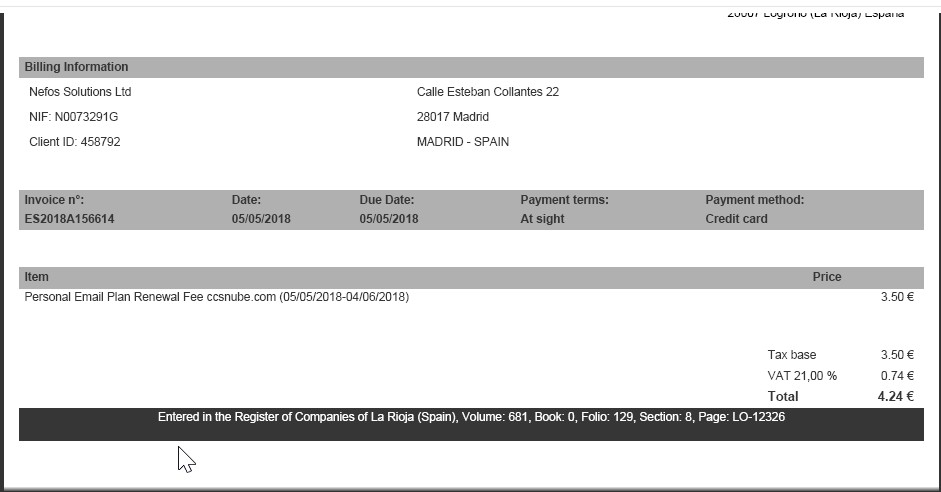 20007 Logroño (La Rioja) España
Billing Information
Nefos Solutions Ltd
Calle Esteban Collantes 22
NIF: N0073291G
28017 Madrid
Client ID: 458792
MADRID - SPAIN
Invoice n°: Date: Due Date: Payment terms: Payment method:
ES2018A156614 05/05/2018 05/05/2018 At sight Credit card
Item Price
Personal Email Plan Renewal Fee ccsnube.com (05/05/2018-04/06/2018) 3.50 €
Tax base 3.50 €
VAT 21,00 % 0.74 €
Total 4.24 €
Entered in the Register of Companies of La Rioja (Spain), Volume: 681, Book: 0, Folio: 129, Section: 8, Page: LO-12326